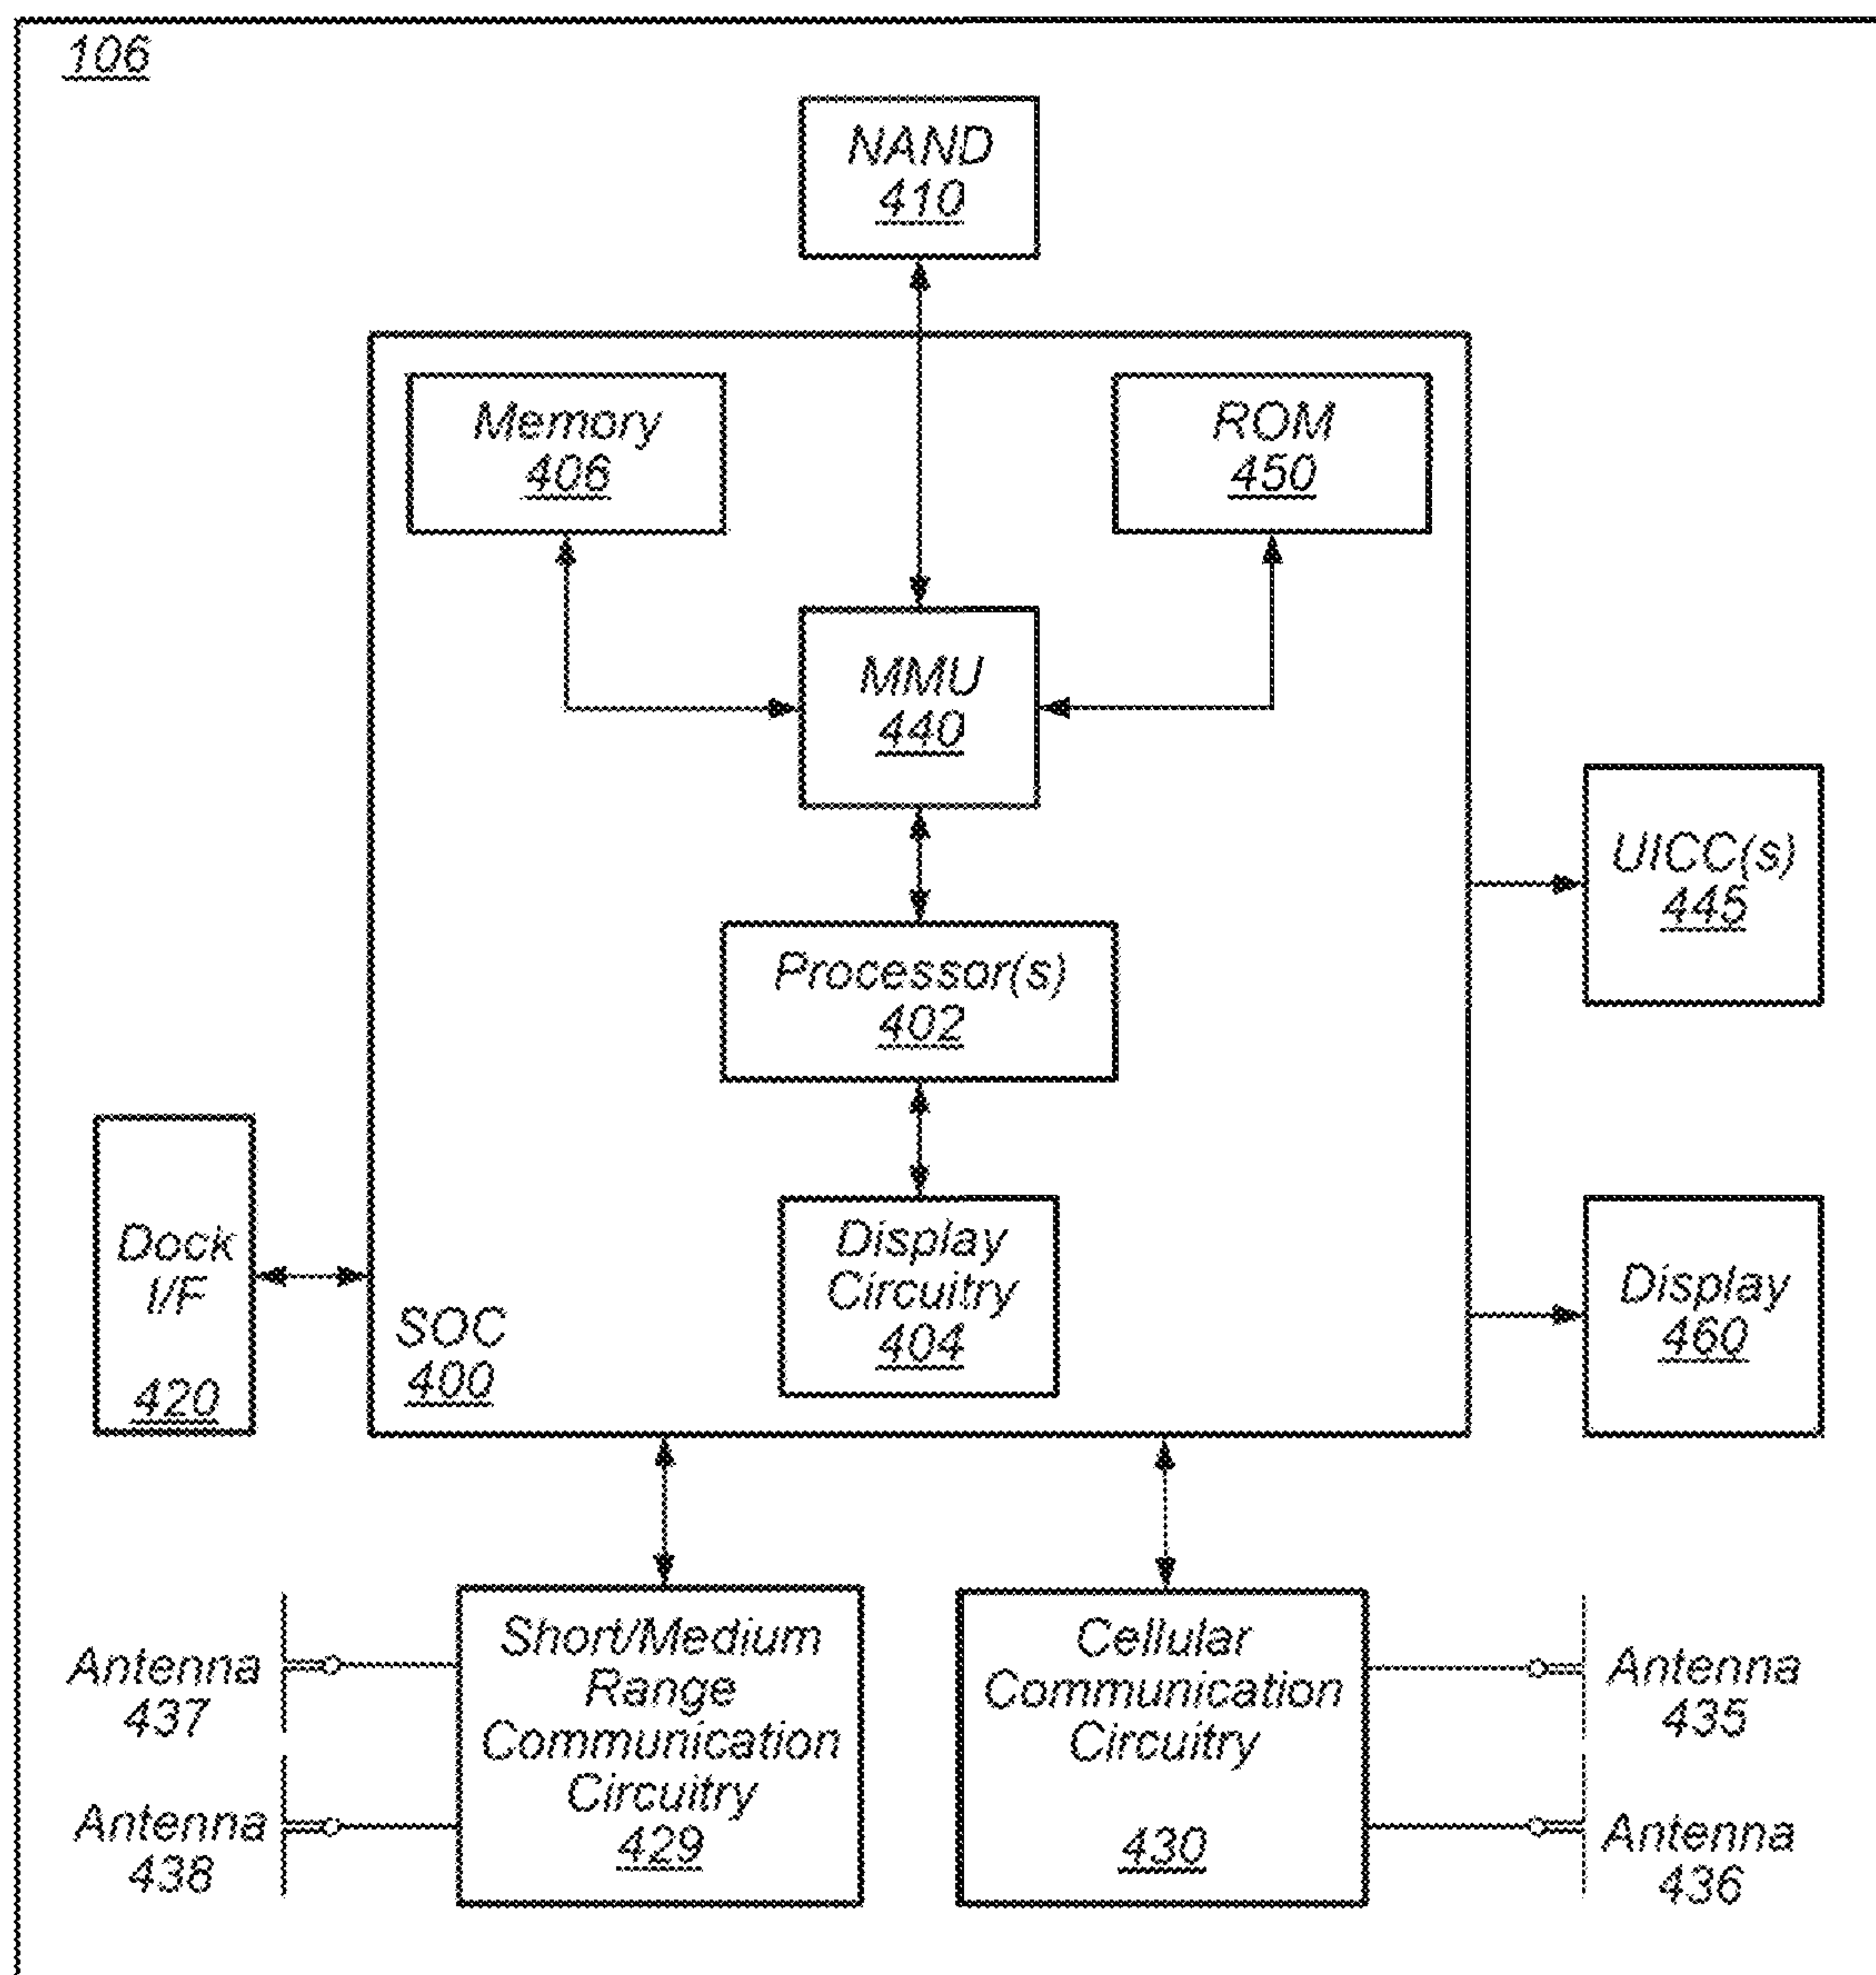 106
NAND
410
Memory
406
ROM
450
MMU
440
UICC(s)
445
Processor(s)
402
Dock
I/F
420
Display
Circuitry
404
SOC
400
Display
460
Short/Medium
Range
Communication
Circuitry
429
Cellular
Communication
Circuitry
430
Antenna
437
Antenna
438
Antenna
435
Antenna
436